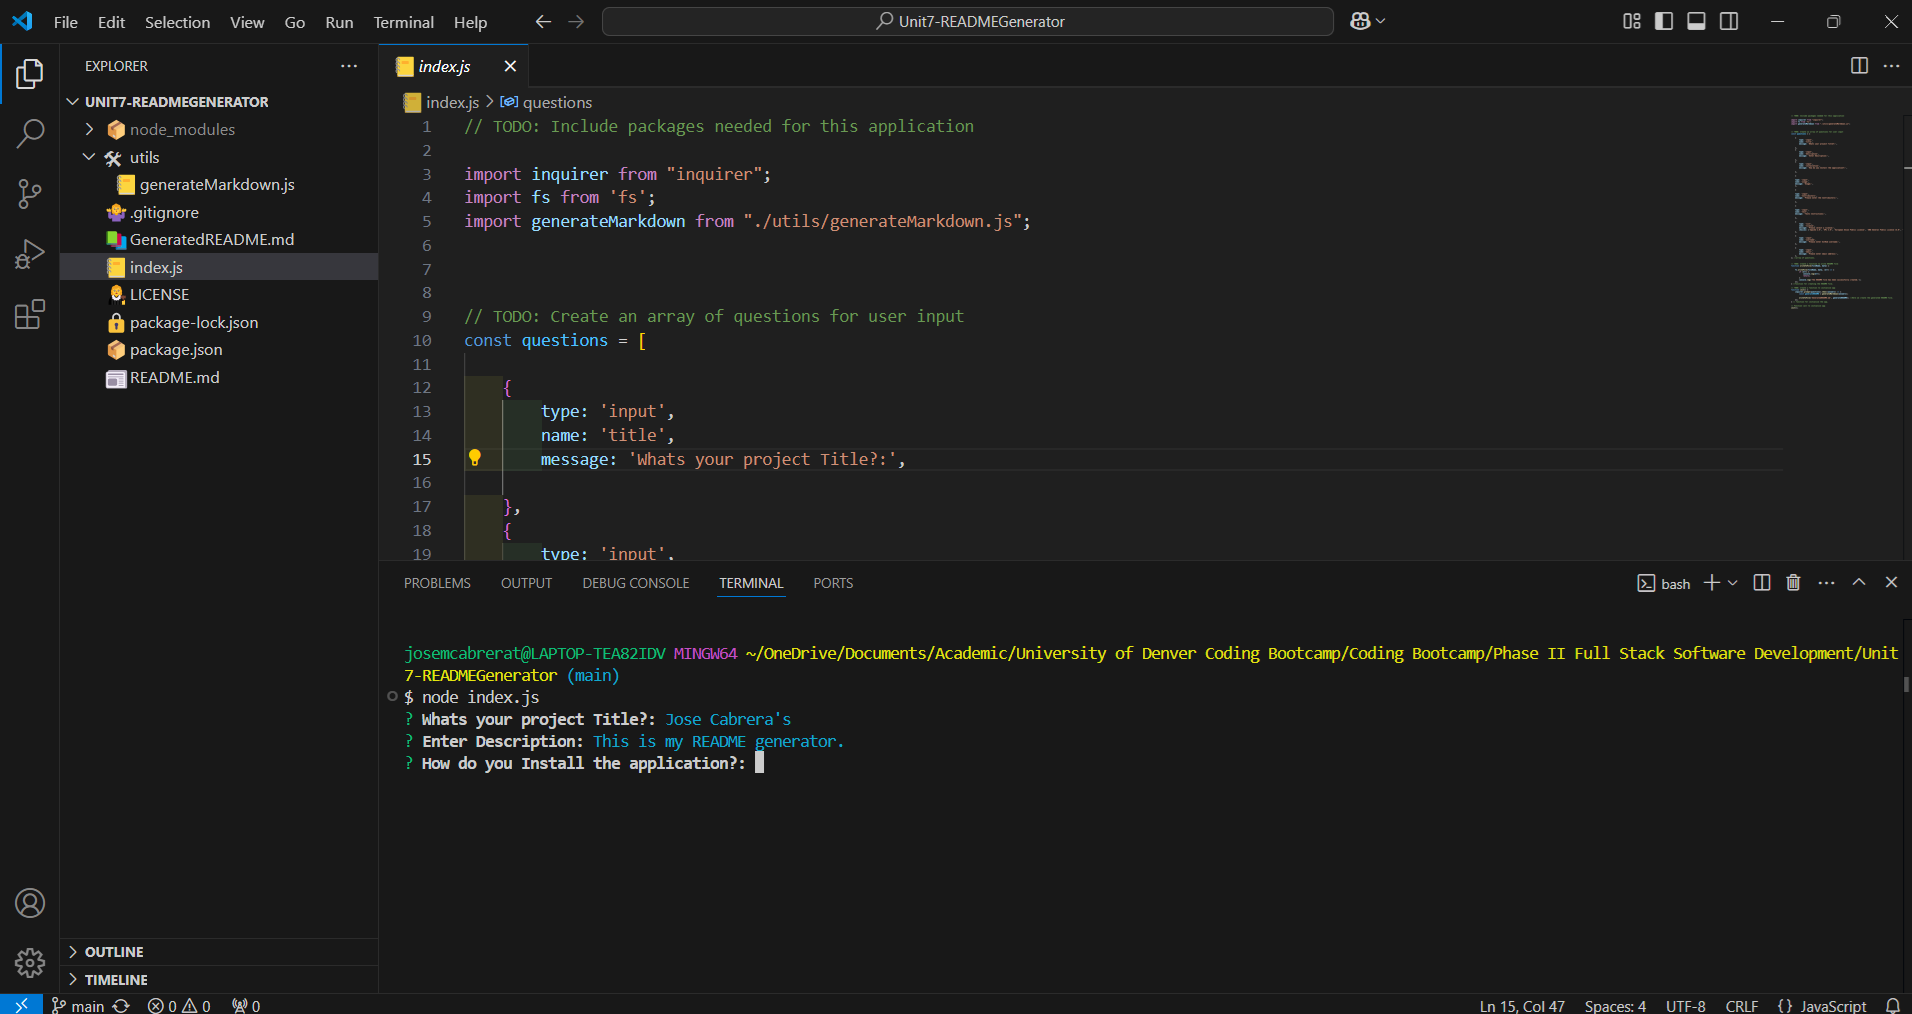 File Edit Selection View Go Run Terminal Help
Unit7-READMEGenerator
EXPLORER
UNIT7-READMEGENERATOR
node_modules
utils
generateMarkdown.js
.gitignore
GeneratedREADME.md
index.js
LICENSE
package-lock.json
package.json
README.md
OUTLINE
TIMELINE
index.js
index.js > questions
1 // TODO: Include packages needed for this application
2
3 import inquirer from "inquirer";
4 import fs from 'fs';
5 import generateMarkdown from "./utils/generateMarkdown.js";
6
7
8
9 // TODO: Create an array of questions for user input
10 const questions = [
11
12 {
13 type: 'input',
14 name: 'title',
15 message: 'Whats your project Title?:',
16
17 },
18 {
19 type: 'input',
PROBLEMS OUTPUT DEBUG CONSOLE TERMINAL PORTS
bash
josemcabrerat@LAPTOP-TEA82IDV MINGW64 ~/OneDrive/Documents/Academic/University of Denver Coding Bootcamp/Coding Bootcamp/Phase II Full Stack Software Development/Unit
7-READMEGenerator (main)
$ node index.js
? Whats your project Title?: Jose Cabrera's
? Enter Description: This is my README generator.
? How do you Install the application?:
main 0 0 0
Ln 15, Col 47 Spaces: 4 UTF-8 CRLF {} JavaScript